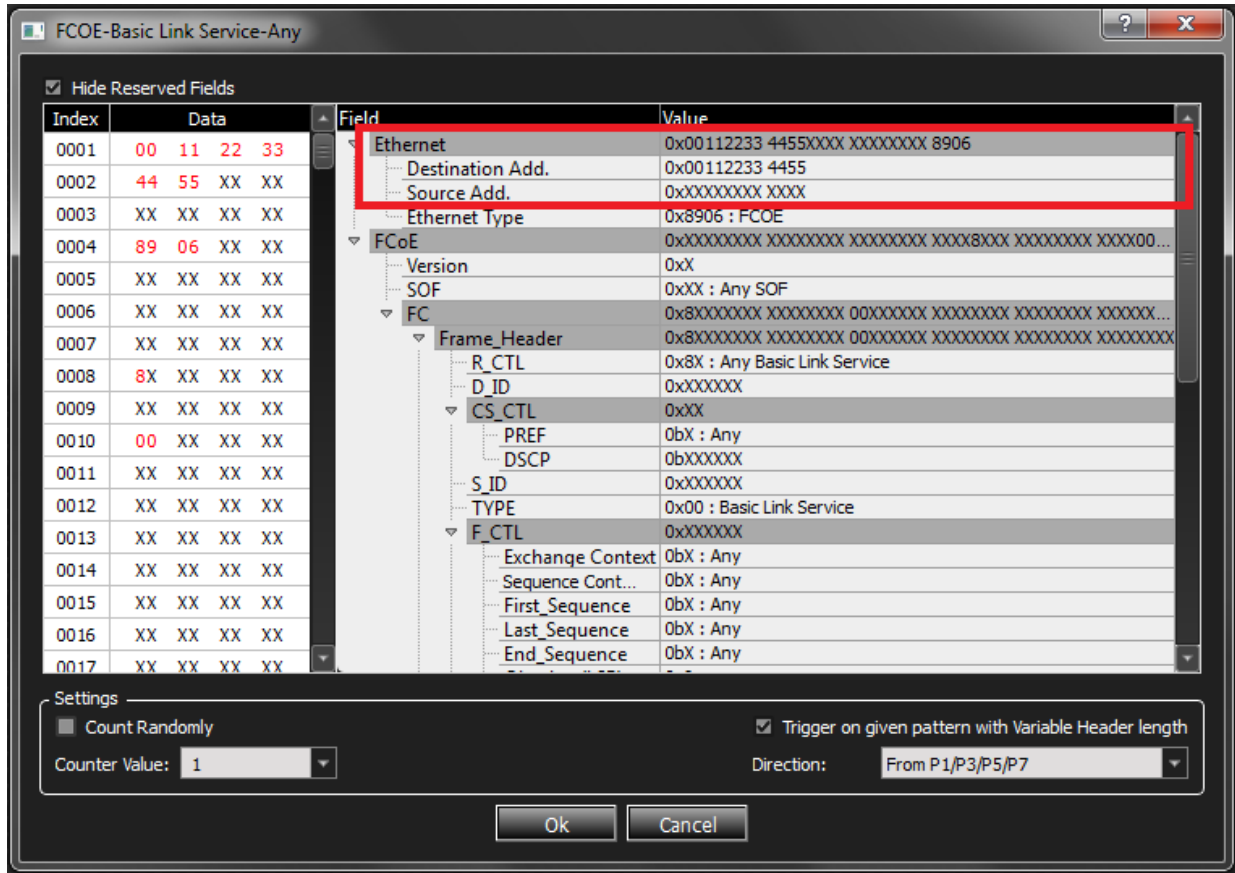 FCOE-Basic Link Service-Any
Hide Reserved Fields
Index Data Field Value
0001 00 11 22 33 Ethernet 0x00112233 4455XXXX XXXXXXXX 8906
0002 44 55 XX XX Destination Add. 0x00112233 4455
Source Add. 0xXXXXXXXX XXXX
0003 XX XX XX XX Ethernet Type 0x8906 : FCOE
0004 89 06 XX XX FCoE 0xXXXXXXXX XXXXXXXX XXXXXXXX XXXX8XXX XXXXXXXX XXXX00...
0005 XX XX XX XX Version 0xX
SOF 0xXX : Any SOF
0006 XX XX XX XX FC 0x8XXXXXXX XXXXXXXX 00XXXXXX XXXXXXXX XXXXXXXX XXXXXX...
0007 XX XX XX XX Frame_Header 0x8XXXXXXX XXXXXXXX 00XXXXXX XXXXXXXX XXXXXXXX XXXXXXXX
0008 8X XX XX XX R_CTL 0x8X : Any Basic Link Service
D_ID 0xXXXXXX
0009 XX XX XX XX CS_CTL 0xXX
0010 00 XX XX XX PREF 0bX : Any
DSCP 0bXXXXXX
0011 XX XX XX XX S_ID 0xXXXXXX
0012 XX XX XX XX TYPE 0x00 : Basic Link Service
0013 XX XX XX XX F_CTL 0xXXXXXX
Exchange Context 0bX : Any
0014 XX XX XX XX Sequence Cont... 0bX : Any
0015 XX XX XX XX First_Sequence 0bX : Any
0016 XX XX XX XX Last_Sequence 0bX : Any
0017 XX XX XX XX End_Sequence 0bX : Any
Settings
Count Randomly Trigger on given pattern with Variable Header length
Counter Value: 1 Direction: From P1/P3/P5/P7
Ok Cancel